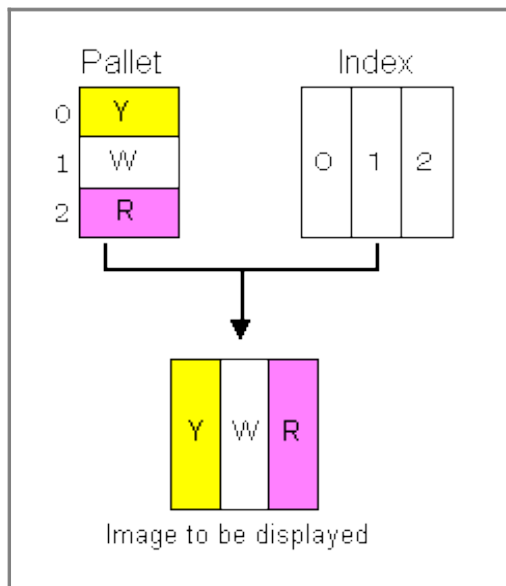 Pallet Index
0 Y
1 W
2 R
0 1 2
Y W R
Image to be displayed